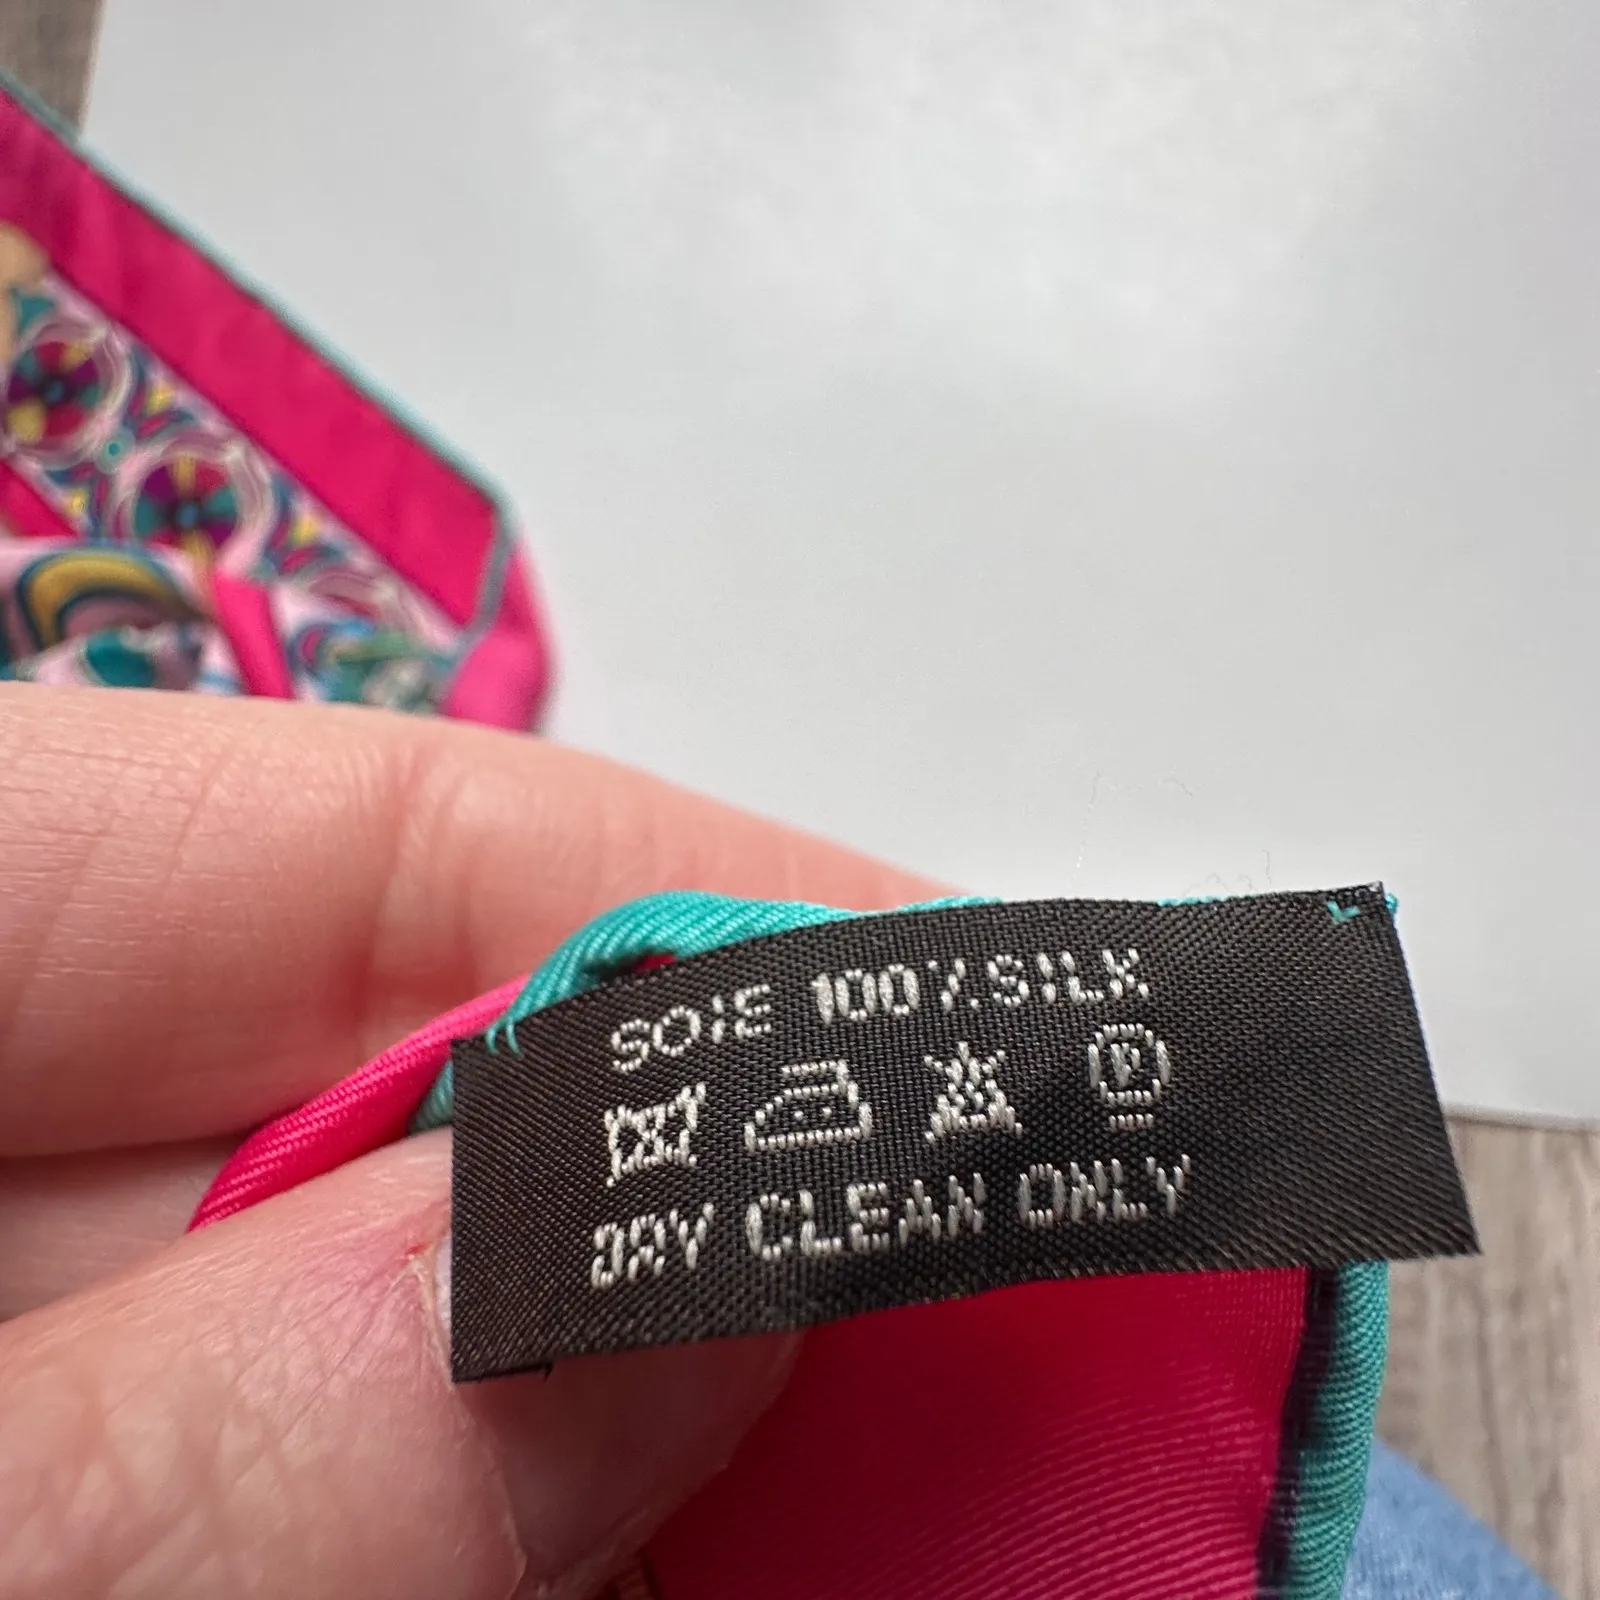 SOIE 100% SILK
P
DRY CLEAN ONLY